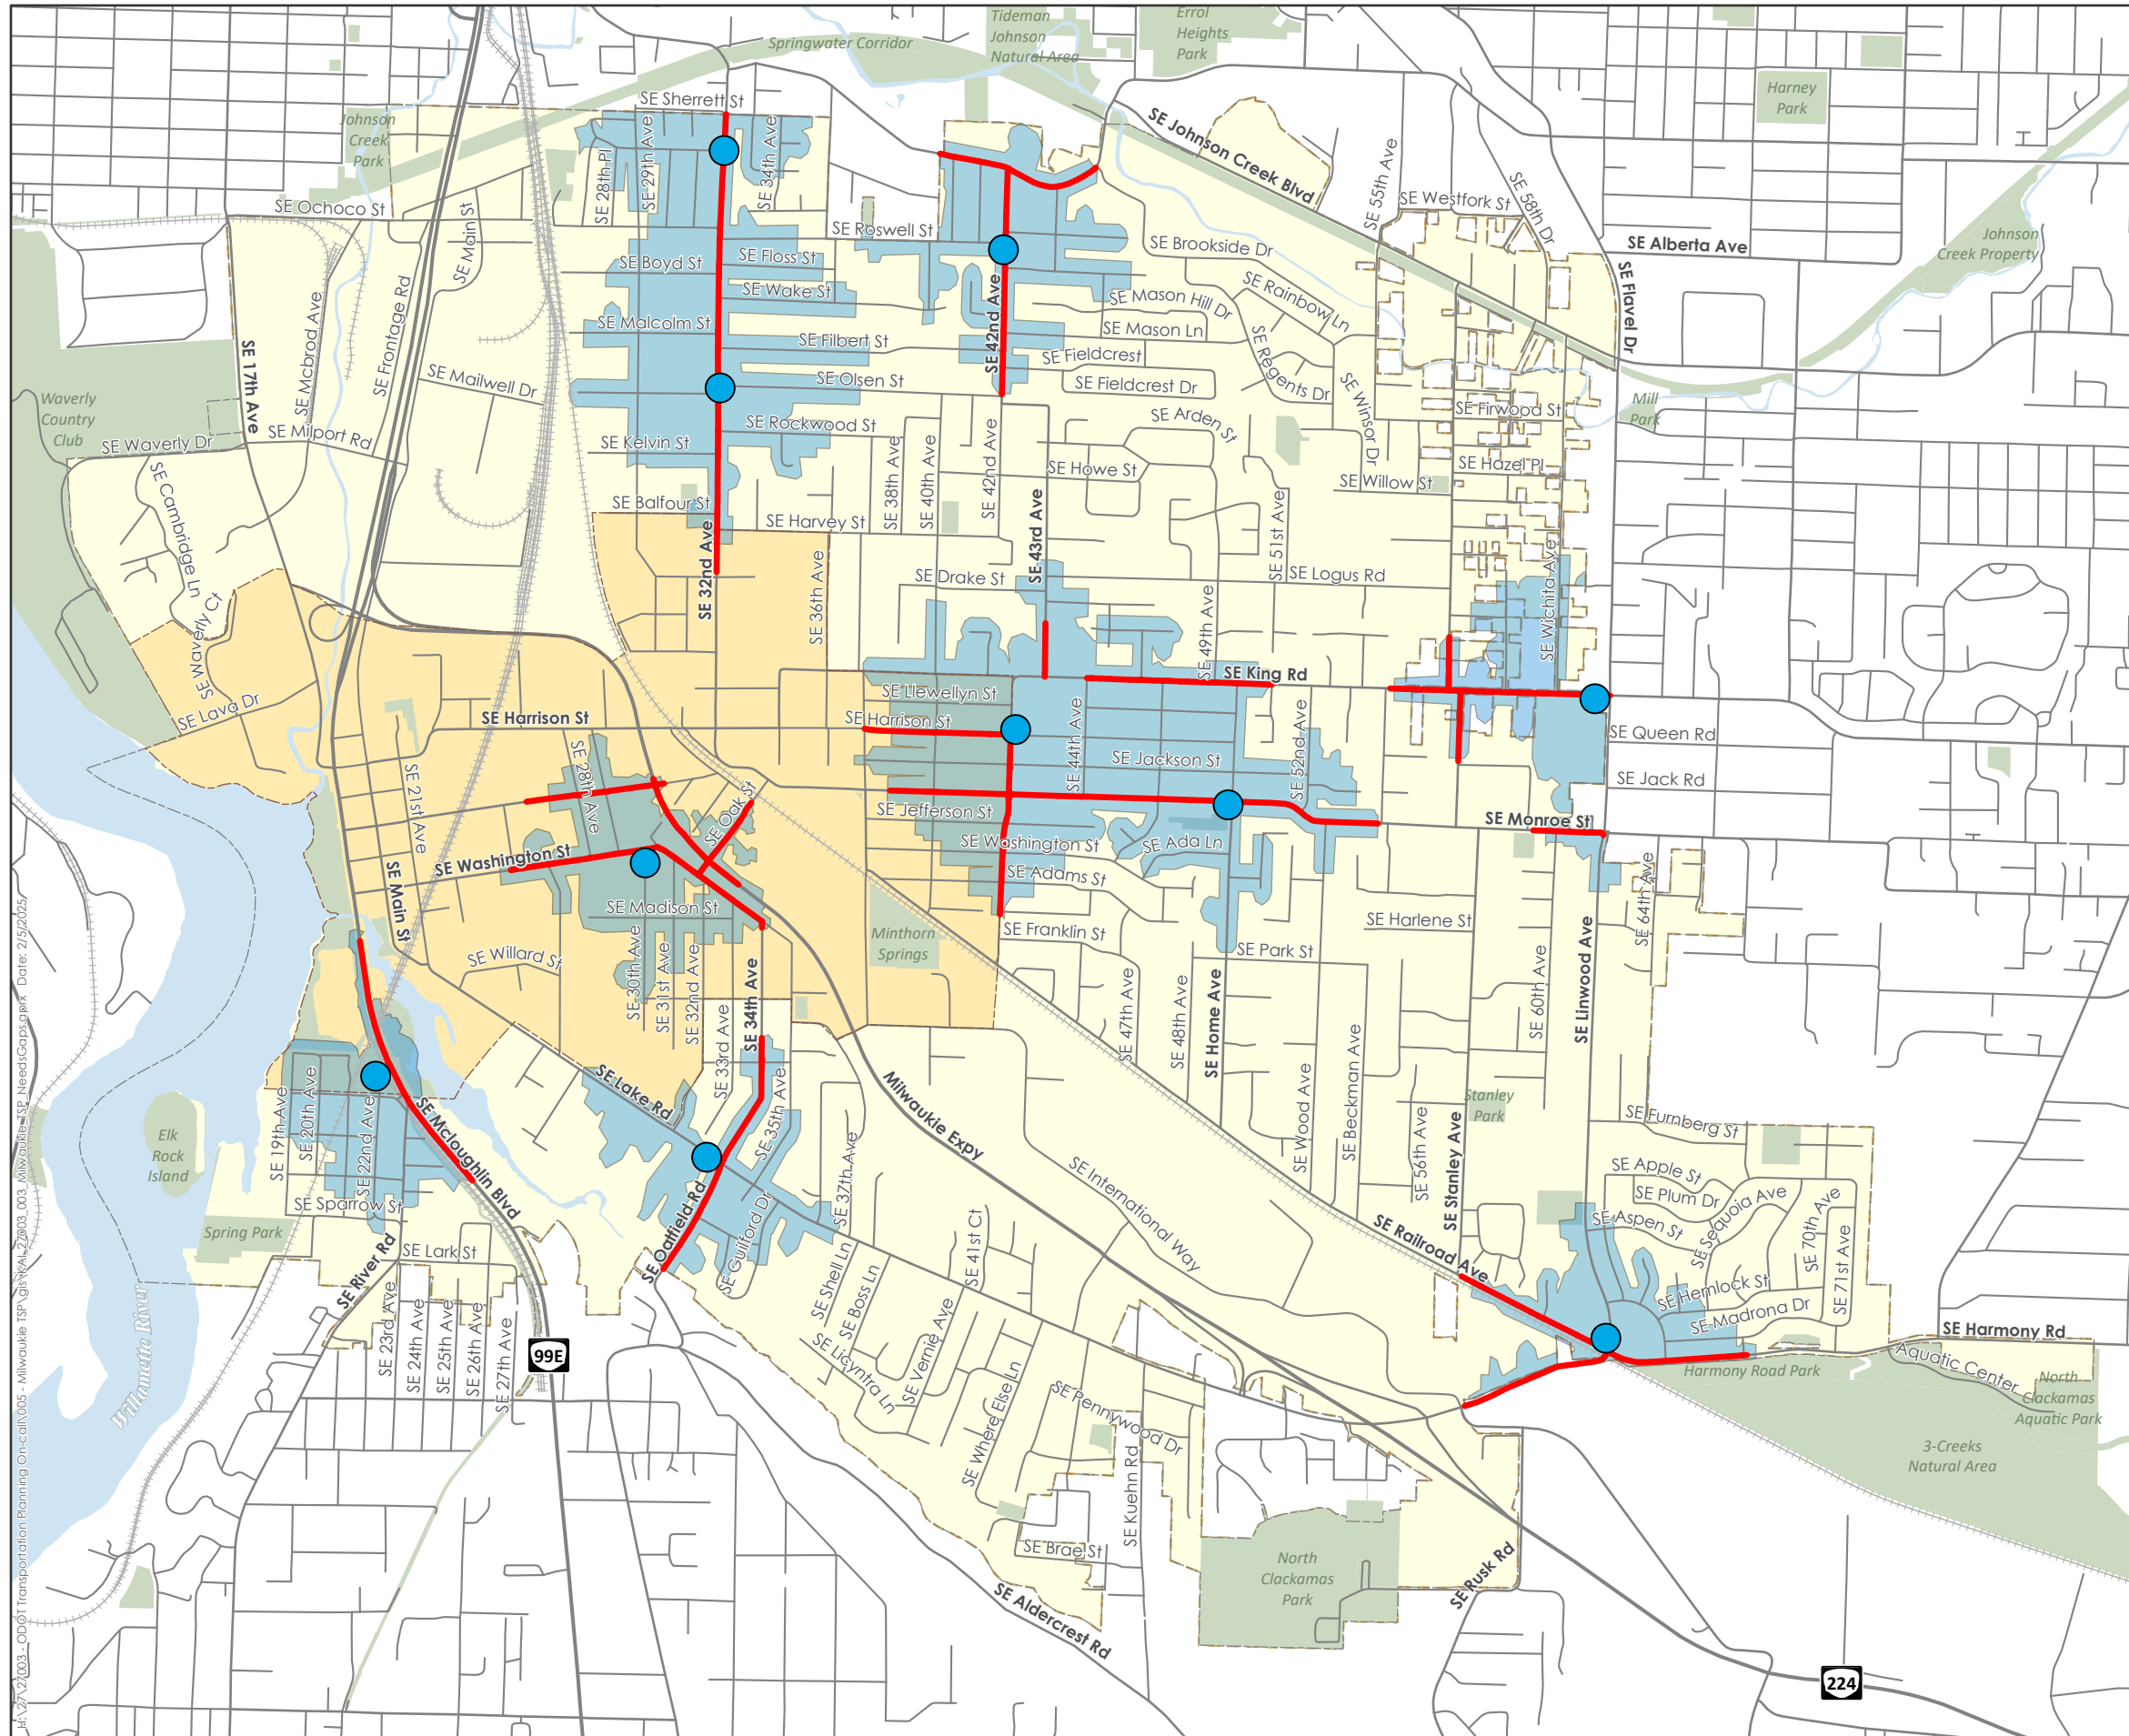 Tideman
Johnson
Natural Area
Errol
Heights
Park
Springwater Corridor
Harney
Park
Johnson
Creek
Park
SE Sherrett St
SE 28th Pl
SE 29th Ave
SE 34th Ave
SE Johnson Creek Blvd
SE 55th Ave
SE Westfork St
SE 58th Dr
SE Alberta Ave
Johnson
Creek Property
SE Flavel Dr
SE Ochoco St
SE Main St
SE Roswell St
SE Brookside Dr
SE Boyd St
SE Floss St
SE Wake St
SE 42nd Ave
SE Mason Hill Dr
SE Rainbow Ln
SE Mcbrod Ave
SE Frontage Rd
SE Malcolm St
SE Filbert St
SE Mason Ln
SE Fieldcrest
SE Regents Dr
SE 17th Ave
SE Mailwell Dr
SE Olsen St
SE Fieldcrest Dr
SE Winsor Dr
Waverly
Country
Club
SE Firwood St
Mill
Park
SE Waverly Dr
SE Milport Rd
SE Rockwood St
SE Arden St
SE Kelvin St
SE 38th Ave
SE 40th Ave
SE 42nd Ave
SE Howe St
SE Hazel Pl
SE Willow St
SE Cambridge Ln
SE Balfour St
SE Harvey St
SE 43rd Ave
SE 51st Ave
SE 32nd Ave
SE 36th Ave
SE Drake St
SE Logus Rd
SE Wichita Ave
SE Waverly Ct
SE 49th Ave
SE King Rd
SE Lava Dr
SE Harrison St
SE Llewellyn St
SE Harrison St
SE 44th Ave
SE 52nd Ave
SE Queen Rd
SE 28th Ave
SE Jackson St
SE Jack Rd
SE 21st Ave
SE Oak St
SE Jefferson St
SE Monroe St
SE Washington St
SE Washington St
SE Ada Ln
SE Adams St
SE 64th Ave
SE Main St
SE Madison St
SE Harlene St
SE Franklin St
Minthorn
Springs
SE Park St
SE Linwood Ave
SE Willard St
SE 30th Ave
SE 31st Ave
SE 32nd Ave
SE 33rd Ave
SE 34th Ave
SE 47th Ave
SE 48th Ave
SE Home Ave
SE 60th Ave
SE Wood Ave
SE Beckman Ave
SE 56th Ave
SE Stanley Ave
Stanley
Park
SE Furnberg St
SE Lake Rd
SE 35th Ave
Milwaukie Expy
SE 19th Ave
SE 20th Ave
SE 22nd Ave
SE Mcloughlin Blvd
Elk
Rock
Island
SE 37th Ave
SE International Way
SE Apple St
SE Plum Dr
SE Sequoia Ave
SE Aspen St
SE 70th Ave
SE 71st Ave
SE Sparrow St
Spring Park
SE River Rd
SE Lark St
SE Oatfield Rd
SE Guilford Dr
SE 41st Ct
SE Railroad Ave
SE Hemlock St
SE Madrona Dr
SE Shell Ln
SE Boss Ln
SE Vernie Ave
SE Licyntra Ln
SE Where Else Ln
SE 23rd Ave
SE 24th Ave
SE 25th Ave
SE 26th Ave
SE 27th Ave
99E
Willamette River
SE Pennywood Dr
SE Kuehn Rd
Harmony Road Park
SE Harmony Rd
Aquatic Center
North
Clackamas
Aquatic Park
3-Creeks
Natural Area
SE Brae St
North
Clackamas
Park
SE Rusk Rd
SE Aldercrest Rd
224
H:\27\27003 - ODOT Transportation Planning On-call\005 - Milwaukie TSP\gis\KAI_27003_003_Milwaukie_TSP_NeedsGaps.aprx Date: 2/5/2025